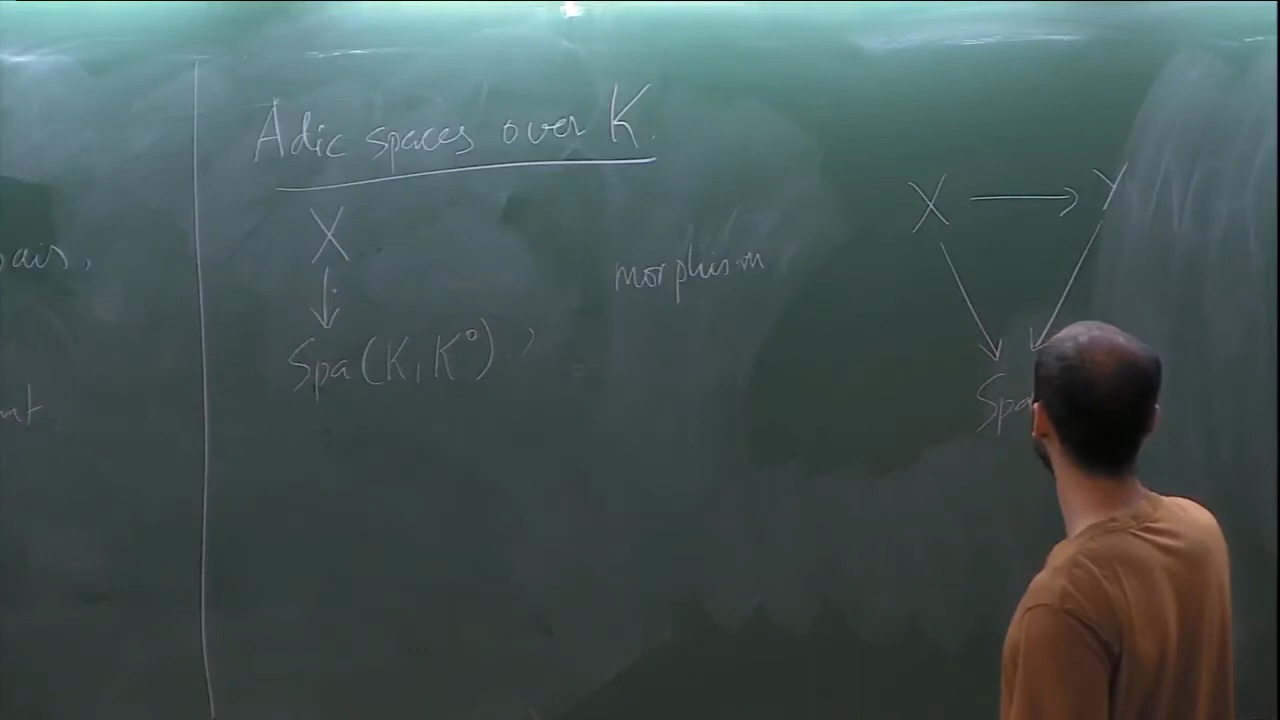 Adic spaces over K.
X
↓
Spa(K, K°),
morphism
X → Y
Spa